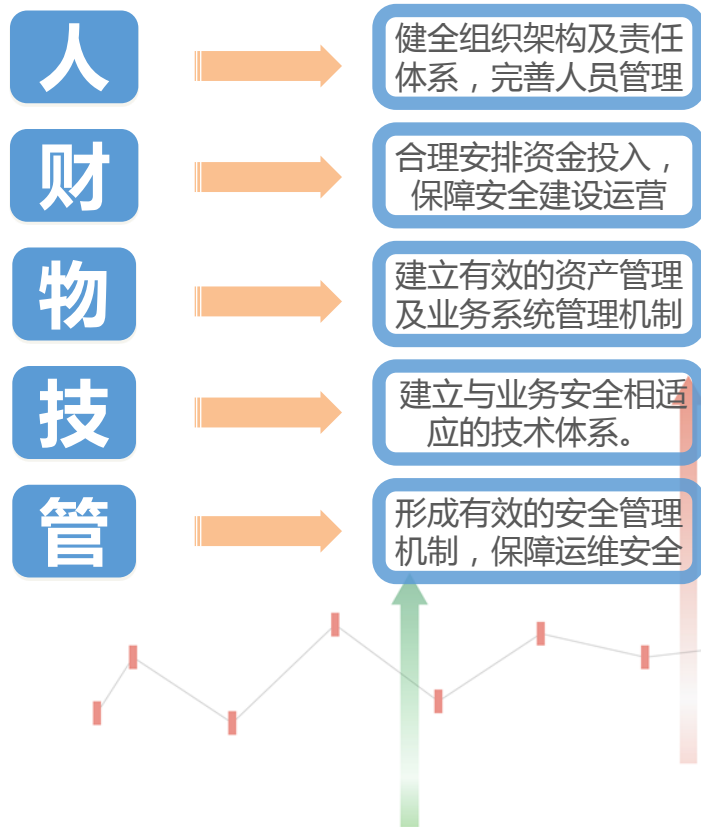 人
健全组织架构及责任
体系，完善人员管理
财
合理安排资金投入，
保障安全建设运营
物
建立有效的资产管理
及业务系统管理机制
技
建立与业务安全相适
应的技术体系。
管
形成有效的安全管理
机制，保障运维安全